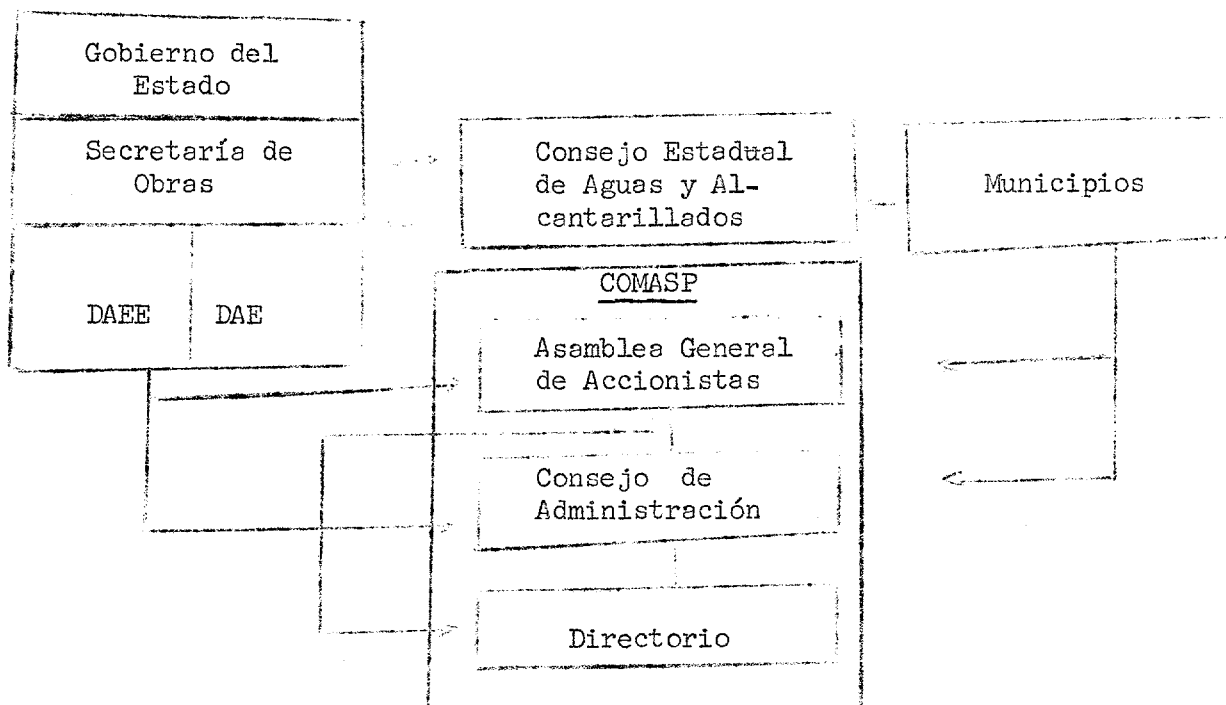 Gobierno del
Estado
Secretaría de
Obras
DAEE
DAE
Consejo Estadual
de Aguas y Al-
cantarillados
Municipios
COMASP
Asamblea General
de Accionistas
Consejo de
Administración
Directorio